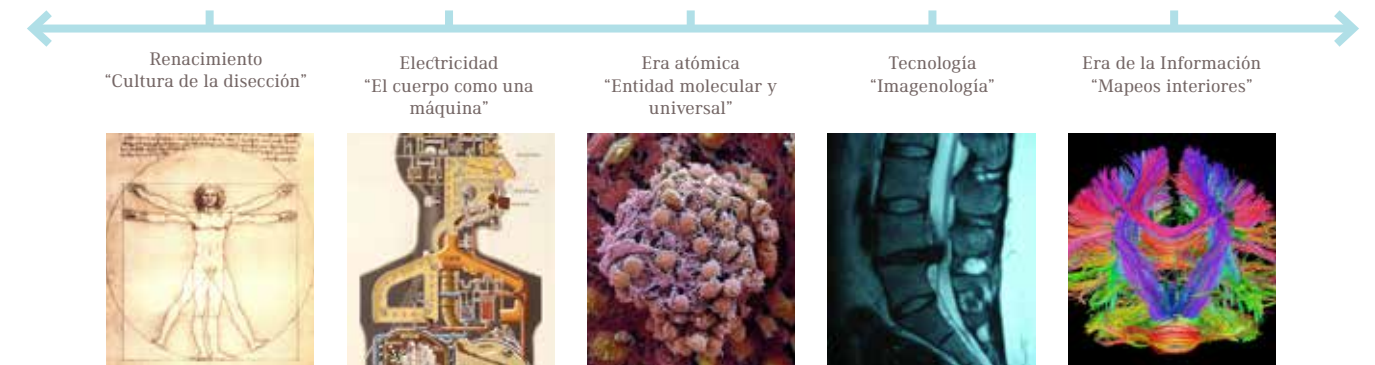 Renacimiento
“Cultura de la disección”
Electricidad
“El cuerpo como una
máquina”
Era atómica
“Entidad molecular y
universal”
Tecnología
“Imagenología”
Era de la Información
“Mapeos interiores”